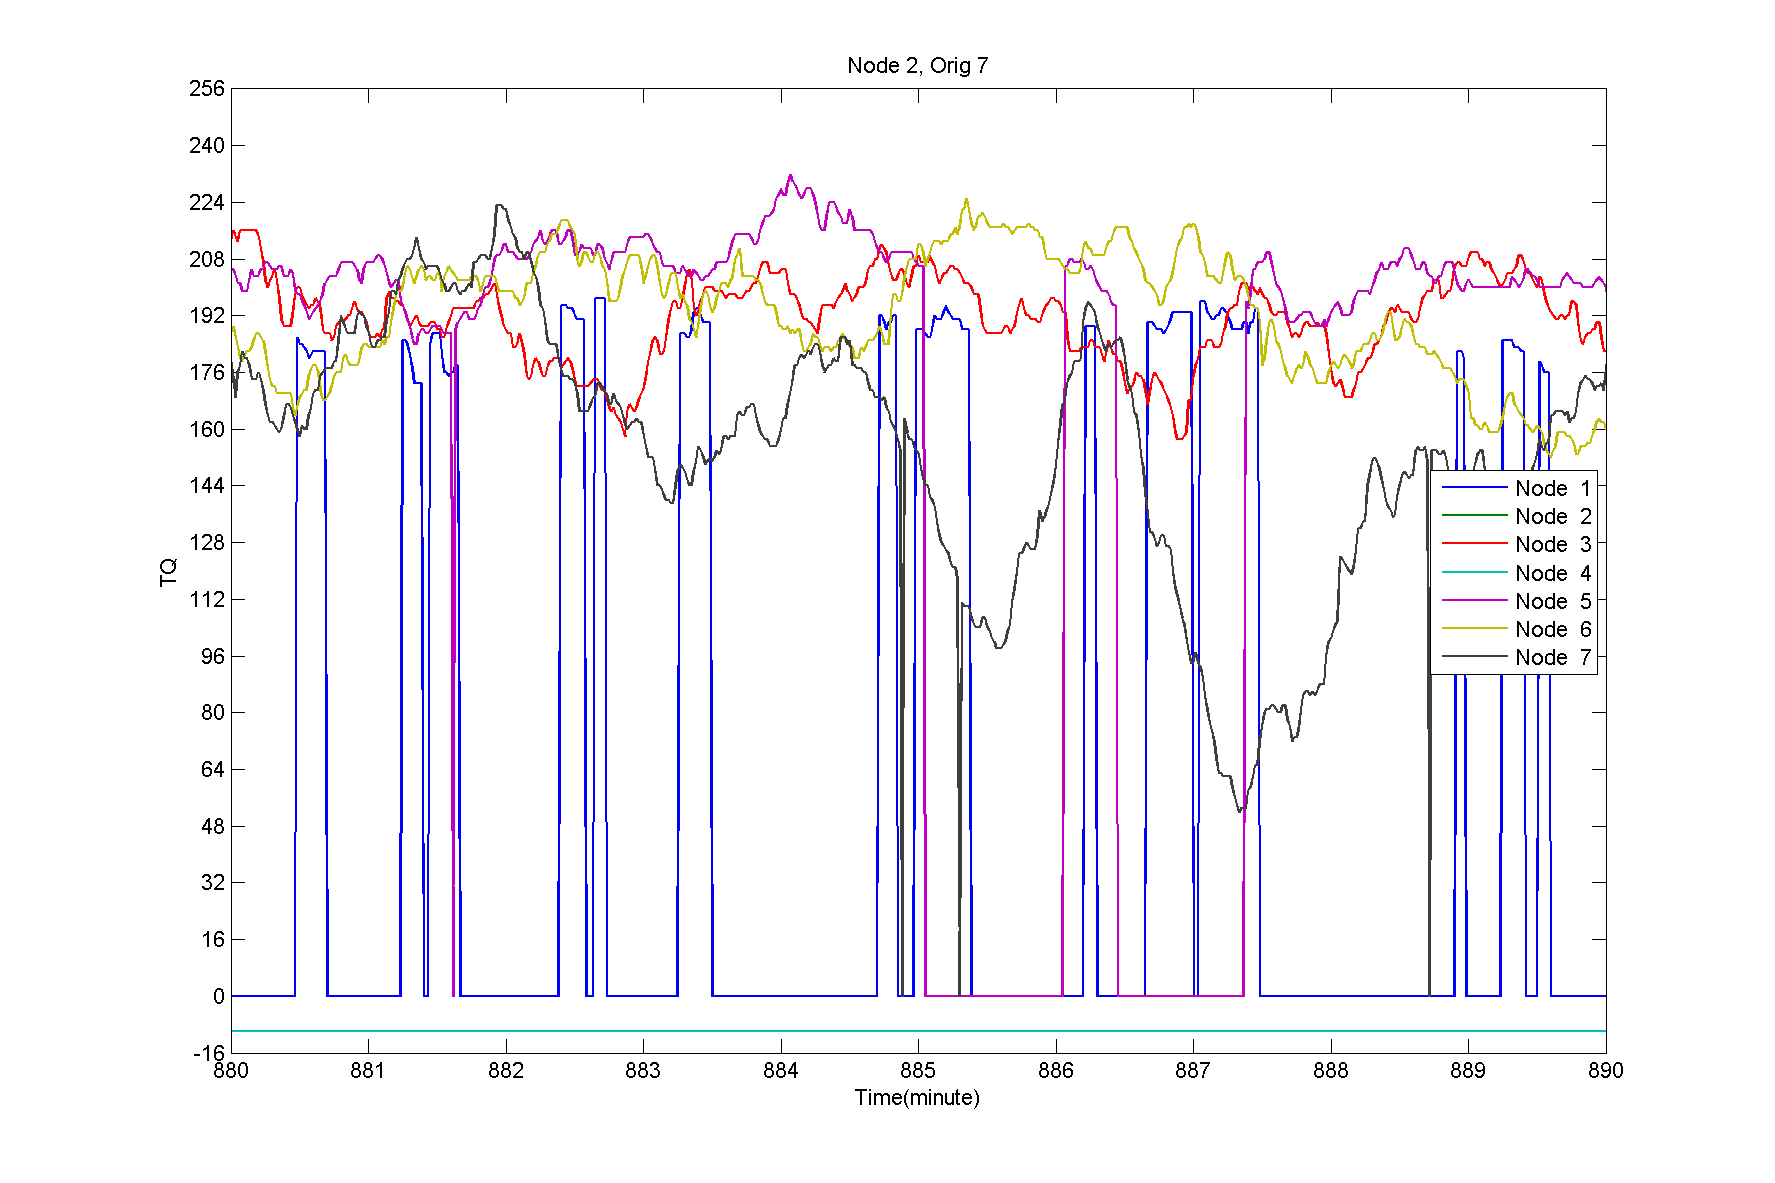 Node 2, Orig 7
256
240
224
208
192
176
160
144
128
112
96
80
64
48
32
16
0
-16
TQ
880 881 882 883 884 885 886 887 888 889 890
Time(minute)
Node 1
Node 2
Node 3
Node 4
Node 5
Node 6
Node 7